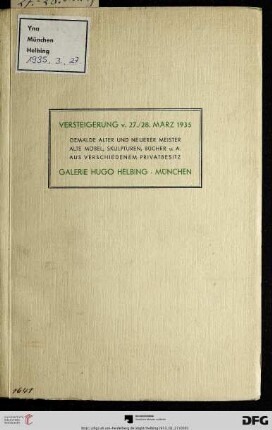 Ynn
München
Helbing
1935. 3. 27.
VERSTEIGERUNG v. 27./28. MÄRZ 1935
GEMÄLDE ALTER UND NEUERER MEISTER
ALTE MÖBEL, SKULPTUREN, BÜCHER u. A.
AUS VERSCHIEDENEM PRIVATBESITZ
GALERIE HUGO HELBING · MÜNCHEN
DFG